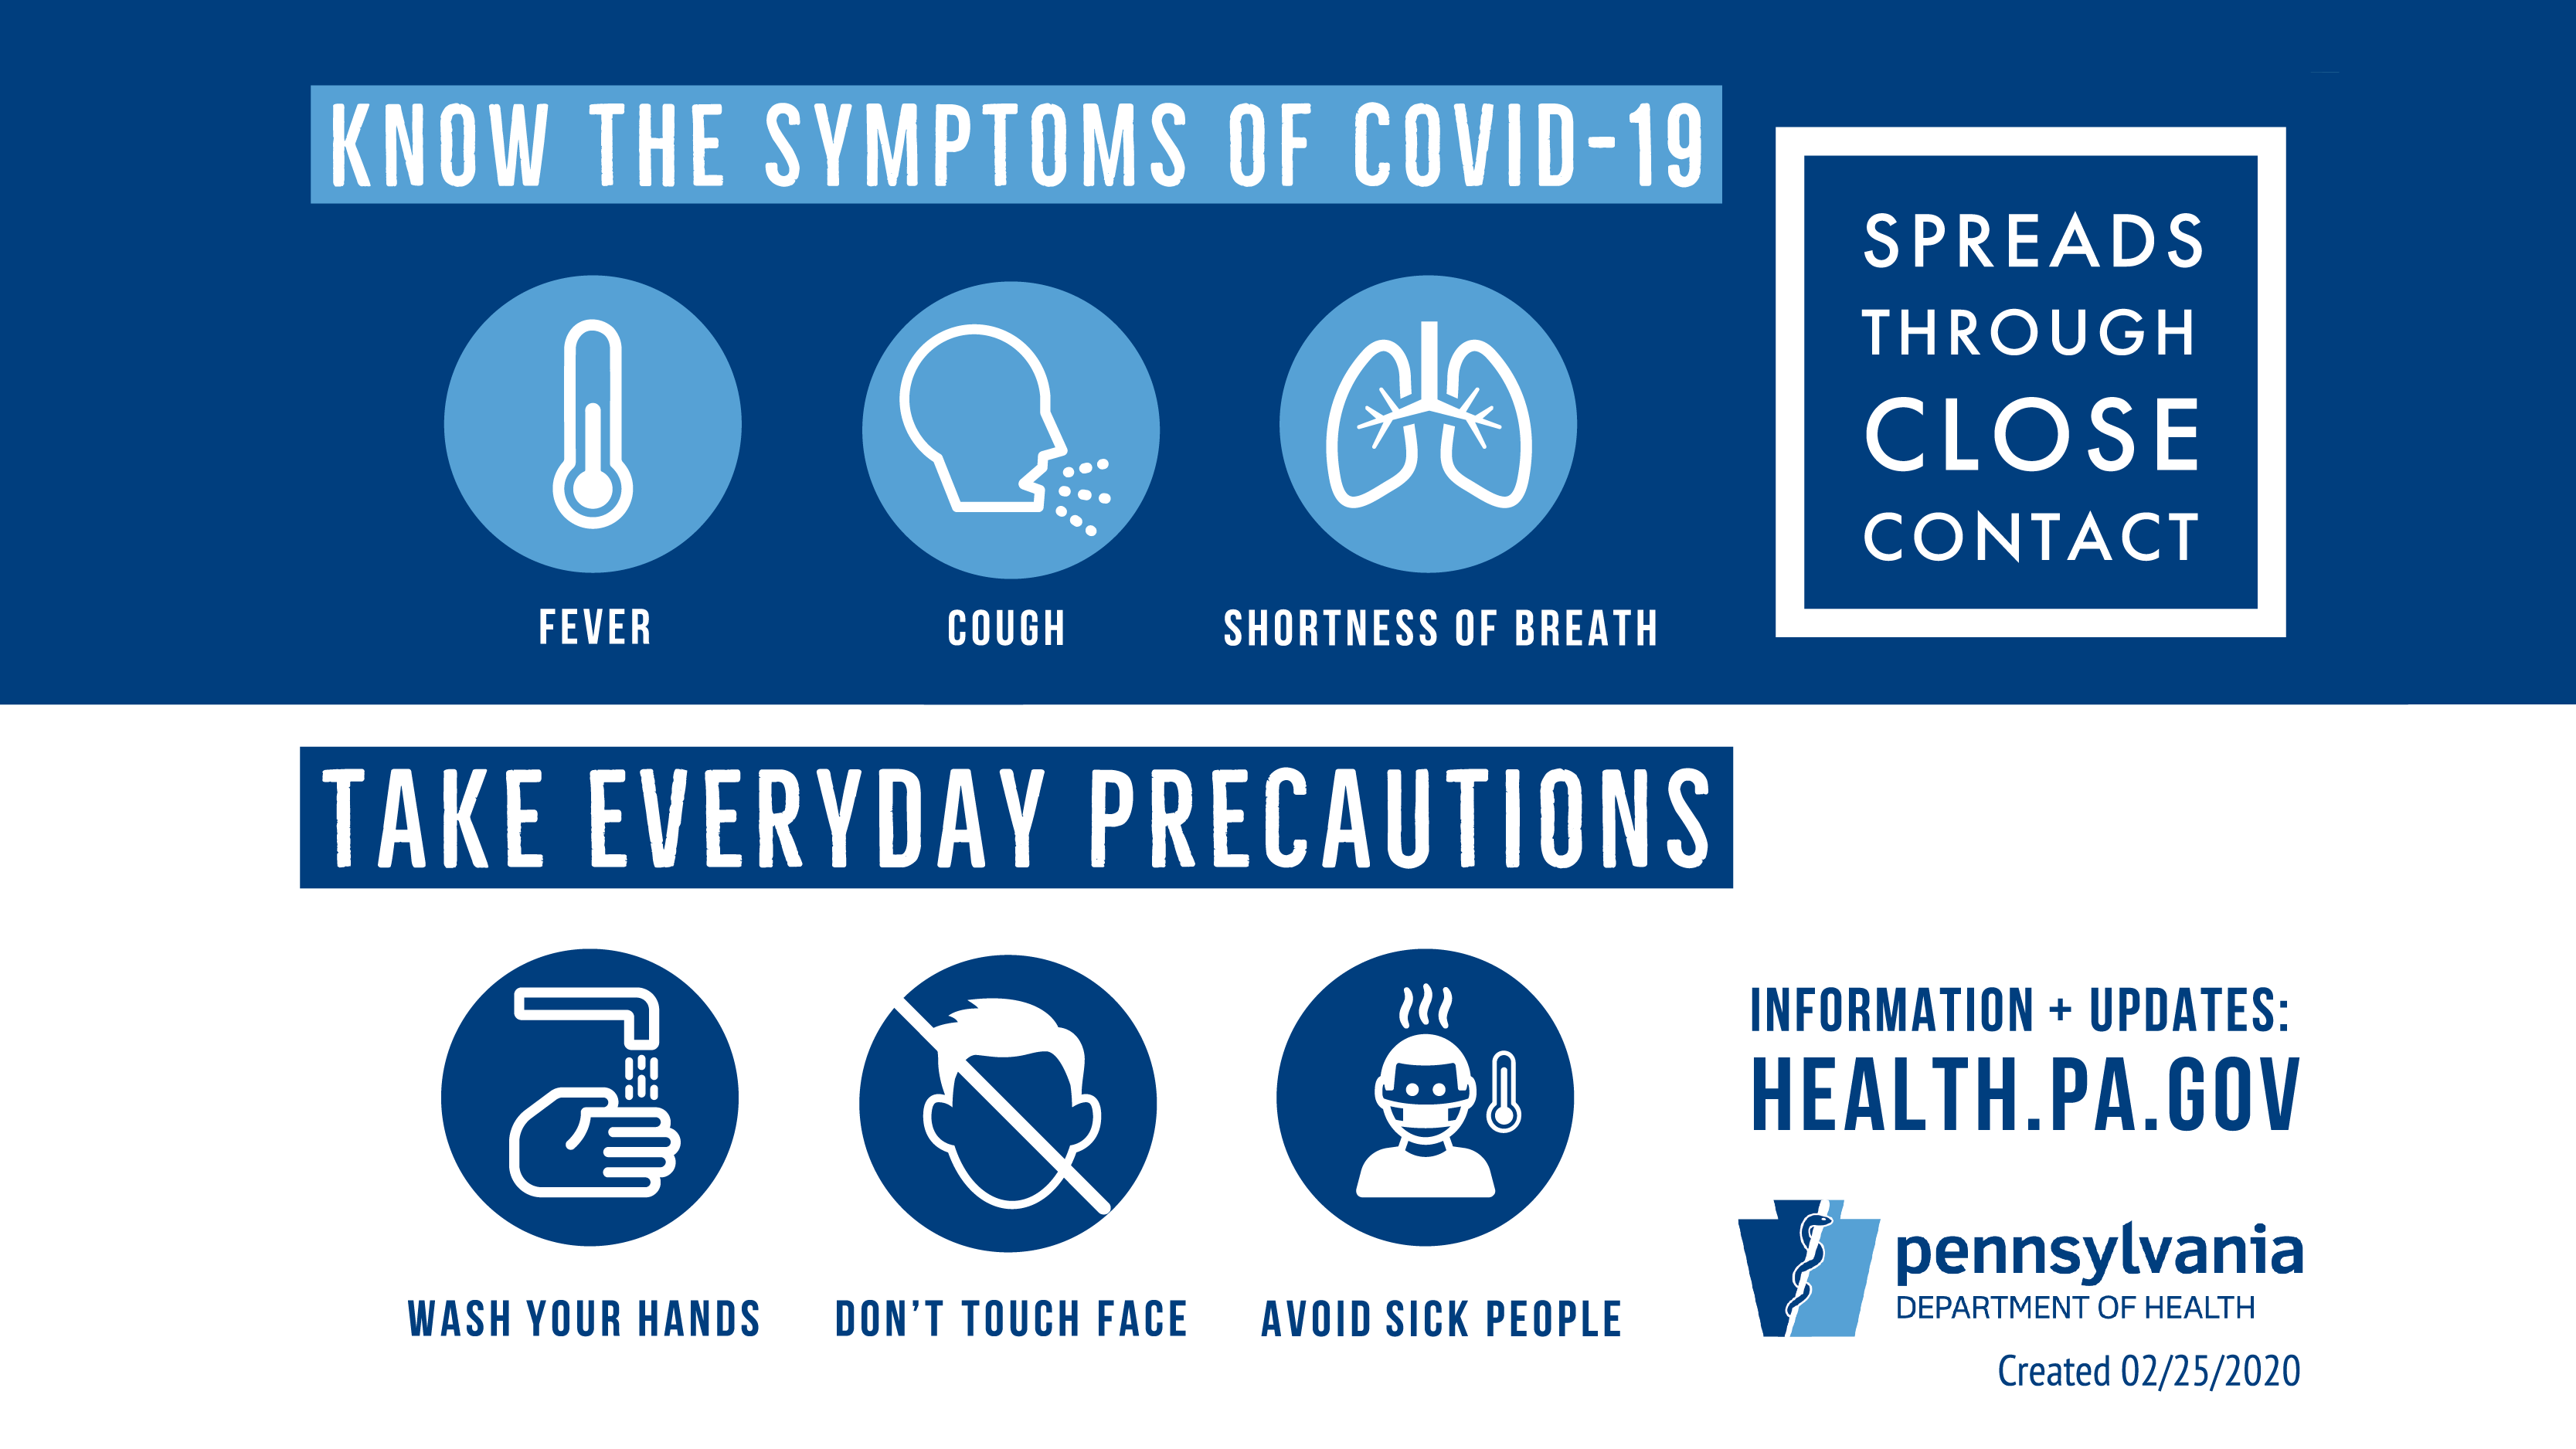 KNOW THE SYMPTOMS OF COVID-19
FEVER
COUGH
SHORTNESS OF BREATH
SPREADS
THROUGH
CLOSE
CONTACT
TAKE EVERYDAY PRECAUTIONS
WASH YOUR HANDS
DON'T TOUCH FACE
AVOID SICK PEOPLE
INFORMATION + UPDATES:
HEALTH.PA.GOV
pennsylvania
DEPARTMENT OF HEALTH
Created 02/25/2020